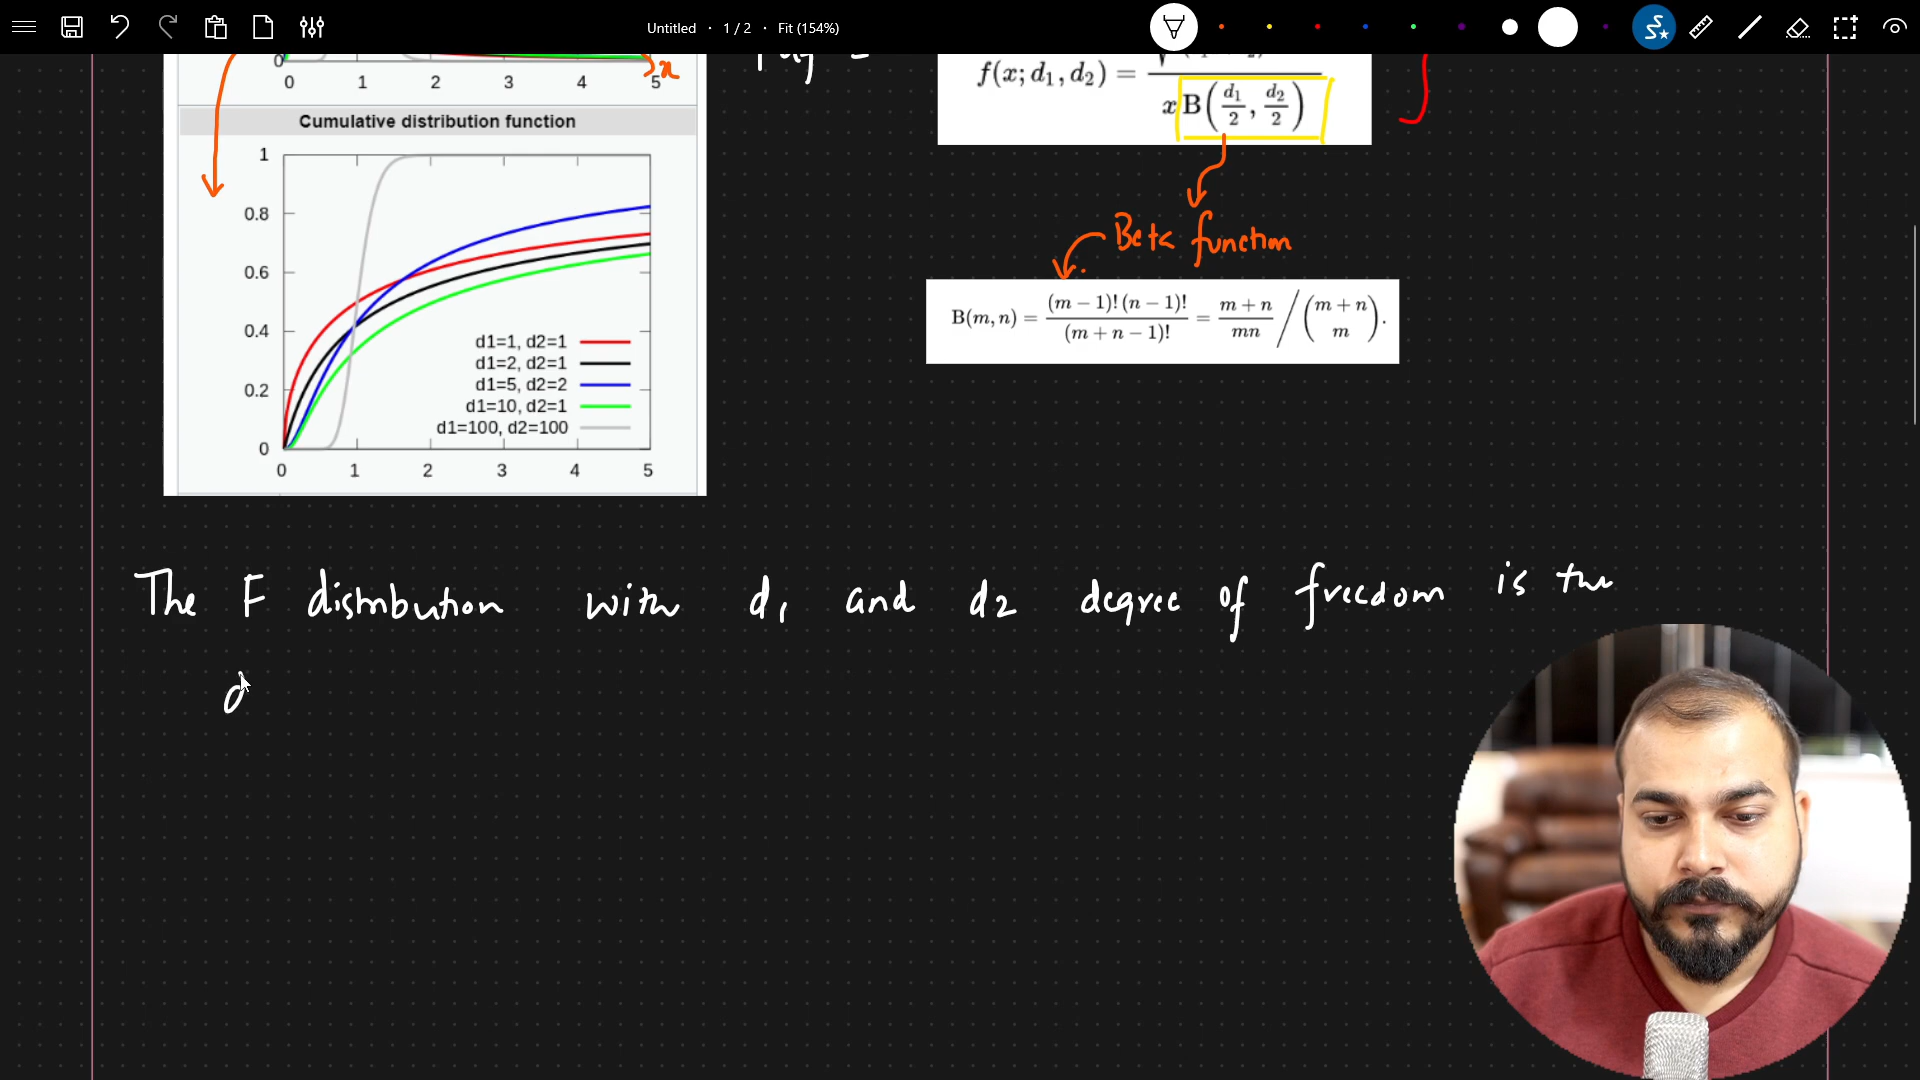 Untitled · 1 / 2 · Fit (154%)
0
0 1 2 3 4 5
x
f(x; d₁, d₂) =
x B(d₁/2, d₂/2)
Cumulative distribution function
1
0.8
0.6
0.4
0.2
0
d1=1, d2=1
d1=2, d2=1
d1=5, d2=2
d1=10, d2=1
d1=100, d2=100
0 1 2 3 4 5
Beta function
B(m, n) = (m − 1)! (n − 1)! / (m + n − 1)! = (m + n)/(mn) / (m + n m).
The F distribution with d₁ and d2 degree of freedom is the
d